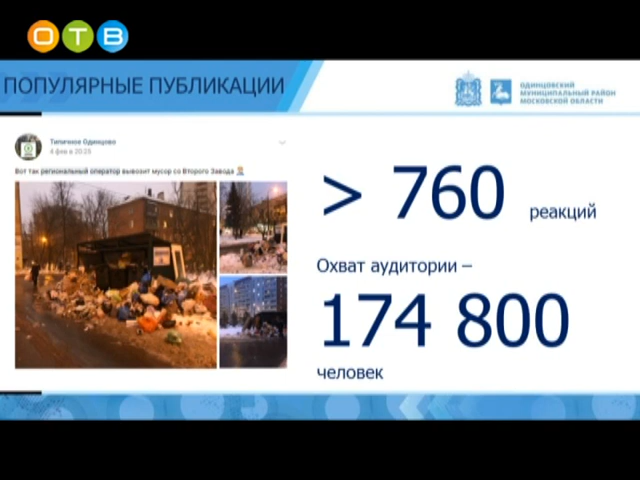 ОТВ
ПОПУЛЯРНЫЕ ПУБЛИКАЦИИ
ОДИНЦОВСКИЙ
МУНИЦИПАЛЬНЫЙ РАЙОН
МОСКОВСКОЙ ОБЛАСТИ
Типичное Одинцово
4 фев в 20:25
Вот так региональный оператор вывозит мусор со Второго Завода
> 760 реакций
Охват аудитории –
174 800
человек